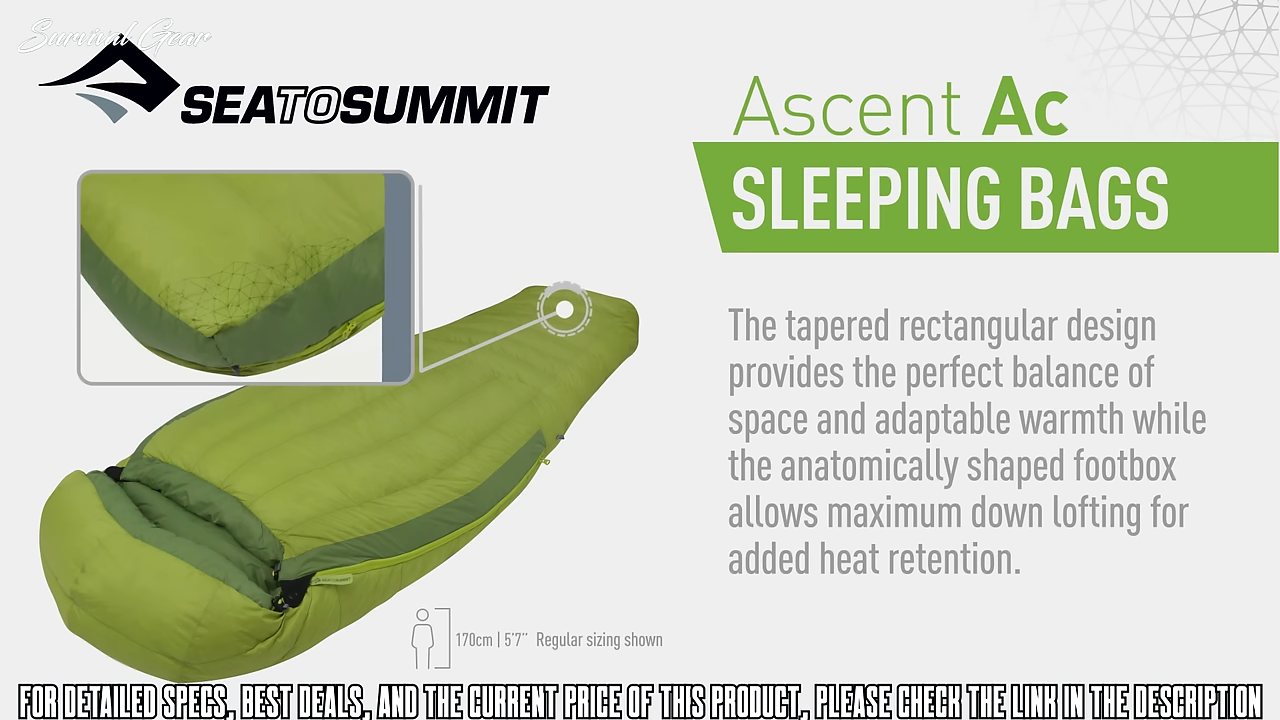 Survival Gear
SEATOSUMMIT
Ascent Ac
SLEEPING BAGS
The tapered rectangular design
provides the perfect balance of
space and adaptable warmth while
the anatomically shaped footbox
allows maximum down lofting for
added heat retention.
SEATOSUMMIT
170cm | 5'7" Regular sizing shown
FOR DETAILED SPECS, BEST DEALS, AND THE CURRENT PRICE OF THIS PRODUCT, PLEASE CHECK THE LINK IN THE DESCRIPTION